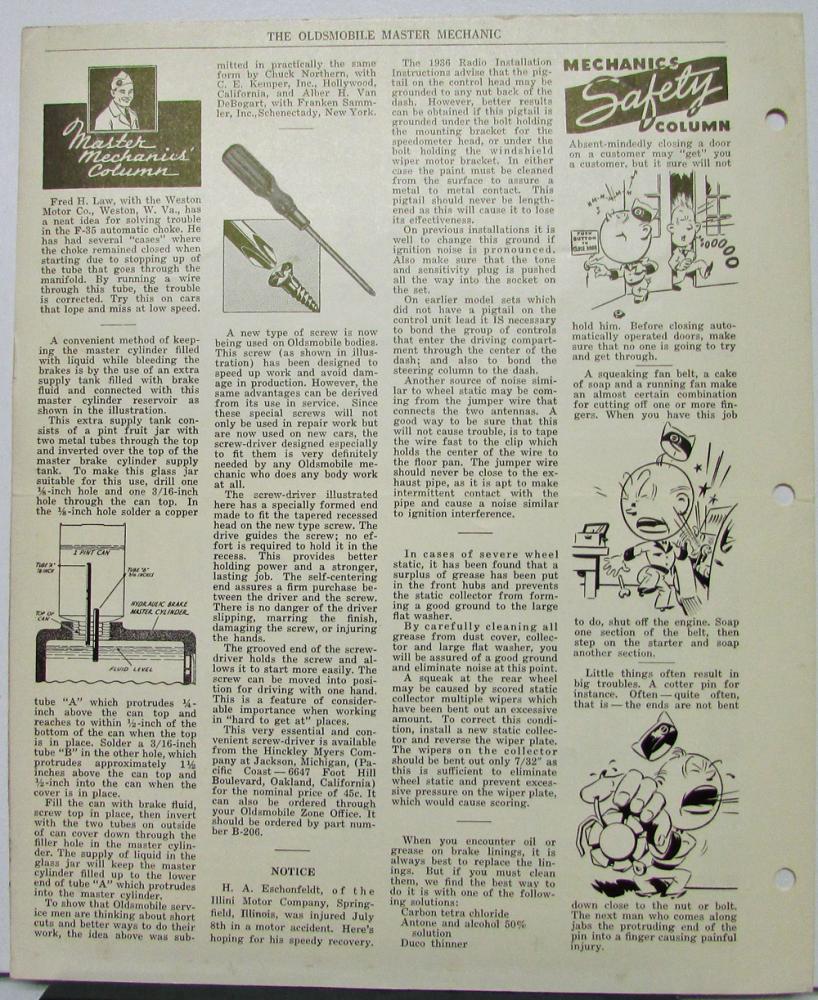 THE OLDSMOBILE MASTER MECHANIC
Master
Mechanics'
Column
Fred H. Law, with the Weston
Motor Co., Weston, W. Va., has
a neat idea for solving trouble
in the F-35 automatic choke. He
has had several "cases" where
the choke remained closed when
starting due to stopping up of
the tube that goes through the
manifold. By running a wire
through this tube, the trouble
is corrected. Try this on cars
that lope and miss at low speed.
A convenient method of keep-
ing the master cylinder filled
with liquid while bleeding the
brakes is by the use of an extra
supply tank filled with brake
fluid and connected with this
master cylinder reservoir as
shown in the illustration.
This extra supply tank con-
sists of a pint fruit jar with
two metal tubes through the top
and inverted over the top of the
master brake cylinder supply
tank. To make this glass jar
suitable for this use, drill one
⅛-inch hole and one 3/16-inch
hole through the can top. In
the ⅛-inch hole solder a copper
1 PINT CAN
TUBE "A"
⅛ INCH
TUBE "B"
3/16 INCHES
HYDRAULIC BRAKE
MASTER CYLINDER
TOP OF
CAN
FLUID LEVEL
tube "A" which protrudes ¼-
inch above the can top and
reaches to within ½-inch of the
bottom of the can when the top
is in place. Solder a 3/16-inch
tube "B" in the other hole, which
protrudes approximately 1½
inches above the can top and
½-inch into the can when the
cover is in place.
Fill the can with brake fluid,
screw top in place, then invert
with the two tubes on outside
of can cover down through the
filler hole in the master cylin-
der. The supply of liquid in the
glass jar will keep the master
cylinder filled up to the lower
end of tube "A" which protrudes
into the master cylinder.
To show that Oldsmobile serv-
ice men are thinking about short
cuts and better ways to do their
work, the idea above was sub-
mitted in practically the same
form by Chuck Northern, with
C. E. Kemper, Inc., Hollywood,
California, and Alber H. Van
DeBogart, with Franken Samm-
ler, Inc., Schenectady, New York.
A new type of screw is now
being used on Oldsmobile bodies.
This screw (as shown in illus-
tration) has been designed to
speed up work and avoid dam-
age in production. However, the
same advantages can be derived
from its use in service. Since
these special screws will not
only be used in repair work but
are now used on new cars, the
screw-driver designed especially
to fit them is very definitely
needed by any Oldsmobile me-
chanic who does any body work
at all.
The screw-driver illustrated
here has a specially formed end
made to fit the tapered recessed
head on the new type screw. The
drive guides the screw; no ef-
fort is required to hold it in the
recess. This provides better
holding power and a stronger,
lasting job. The self-centering
end assures a firm purchase be-
tween the driver and the screw.
There is no danger of the driver
slipping, marring the finish,
damaging the screw, or injuring
the hands.
The grooved end of the screw-
driver holds the screw and al-
lows it to start more easily. The
screw can be moved into posi-
tion for driving with one hand.
This is a feature of consider-
able importance when working
in "hard to get at" places.
This very essential and con-
venient screw-driver is available
from the Hinckley Myers Com-
pany at Jackson, Michigan, (Pa-
cific Coast—6647 Foot Hill
Boulevard, Oakland, California)
for the nominal price of 45c. It
can also be ordered through
your Oldsmobile Zone Office. It
should be ordered by part num-
ber B-206.
NOTICE
H. A. Eschonfeldt, of the
Illini Motor Company, Spring-
field, Illinois, was injured July
8th in a motor accident. Here's
hoping for his speedy recovery.
The 1936 Radio Installation
Instructions advise that the pig-
tail on the control head may be
grounded to any nut back of the
dash. However, better results
can be obtained if this pigtail is
grounded under the bolt holding
the mounting bracket for the
speedometer head, or under the
bolt holding the windshield
wiper motor bracket. In either
case the paint must be cleaned
from the surface to assure a
metal to metal contact. This
pigtail should never be length-
ened as this will cause it to lose
its effectiveness.
On previous installations it is
well to change this ground if
ignition noise is pronounced.
Also make sure that the tone
and sensitivity plug is pushed
all the way into the socket on
the set.
On earlier model sets which
did not have a pigtail on the
control unit lead it IS necessary
to bond the group of controls
that enter the driving compart-
ment through the center of the
dash; and also to bond the
steering column to the dash.
Another source of noise simi-
lar to wheel static may be com-
ing from the jumper wire that
connects the two antennas. A
good way to be sure that this
will not cause trouble, is to tape
the wire fast to the clip which
holds the center of the wire to
the floor pan. The jumper wire
should never be close to the ex-
haust pipe, as it is apt to make
intermittent contact with the
pipe and cause a noise similar
to ignition interference.
In cases of severe wheel
static, it has been found that a
surplus of grease has been put
in the front hubs and prevents
the static collector from form-
ing a good ground to the large
flat washer.
By carefully cleaning all
grease from dust cover, collec-
tor and large flat washer, you
will be assured of a good ground
and eliminate noise at this point.
A squeak at the rear wheel
may be caused by scored static
collector multiple wipers which
have been bent out an excessive
amount. To correct this condi-
tion, install a new static collec-
tor and reverse the wiper plate.
The wipers on the collector
should be bent out only 7/32" as
this is sufficient to eliminate
wheel static and prevent exces-
sive pressure on the wiper plate,
which would cause scoring.
When you encounter oil or
grease on brake linings, it is
always best to replace the lin-
ings. But if you must clean
them, we find the best way to
do it is with one of the follow-
ing solutions:
Carbon tetra chloride
Antone and alcohol 50%
solution
Duco thinner
MECHANICS
Safety
COLUMN
Absent-mindedly closing a door
on a customer may "get" you
a customer, but it sure will not
PUSH
BUTTON
TO
CLOSE DOOR
OOOOO
hold him. Before closing auto-
matically operated doors, make
sure that no one is going to try
and get through.
A squeaking fan belt, a cake
of soap and a running fan make
an almost certain combination
for cutting off one or more fin-
gers. When you have this job
to do, shut off the engine. Soap
one section of the belt, then
step on the starter and soap
another section.
Little things often result in
big troubles. A cotter pin for
instance. Often—quite often,
that is—the ends are not bent
down close to the nut or bolt.
The next man who comes along
jabs the protruding end of the
pin into a finger causing painful
injury.